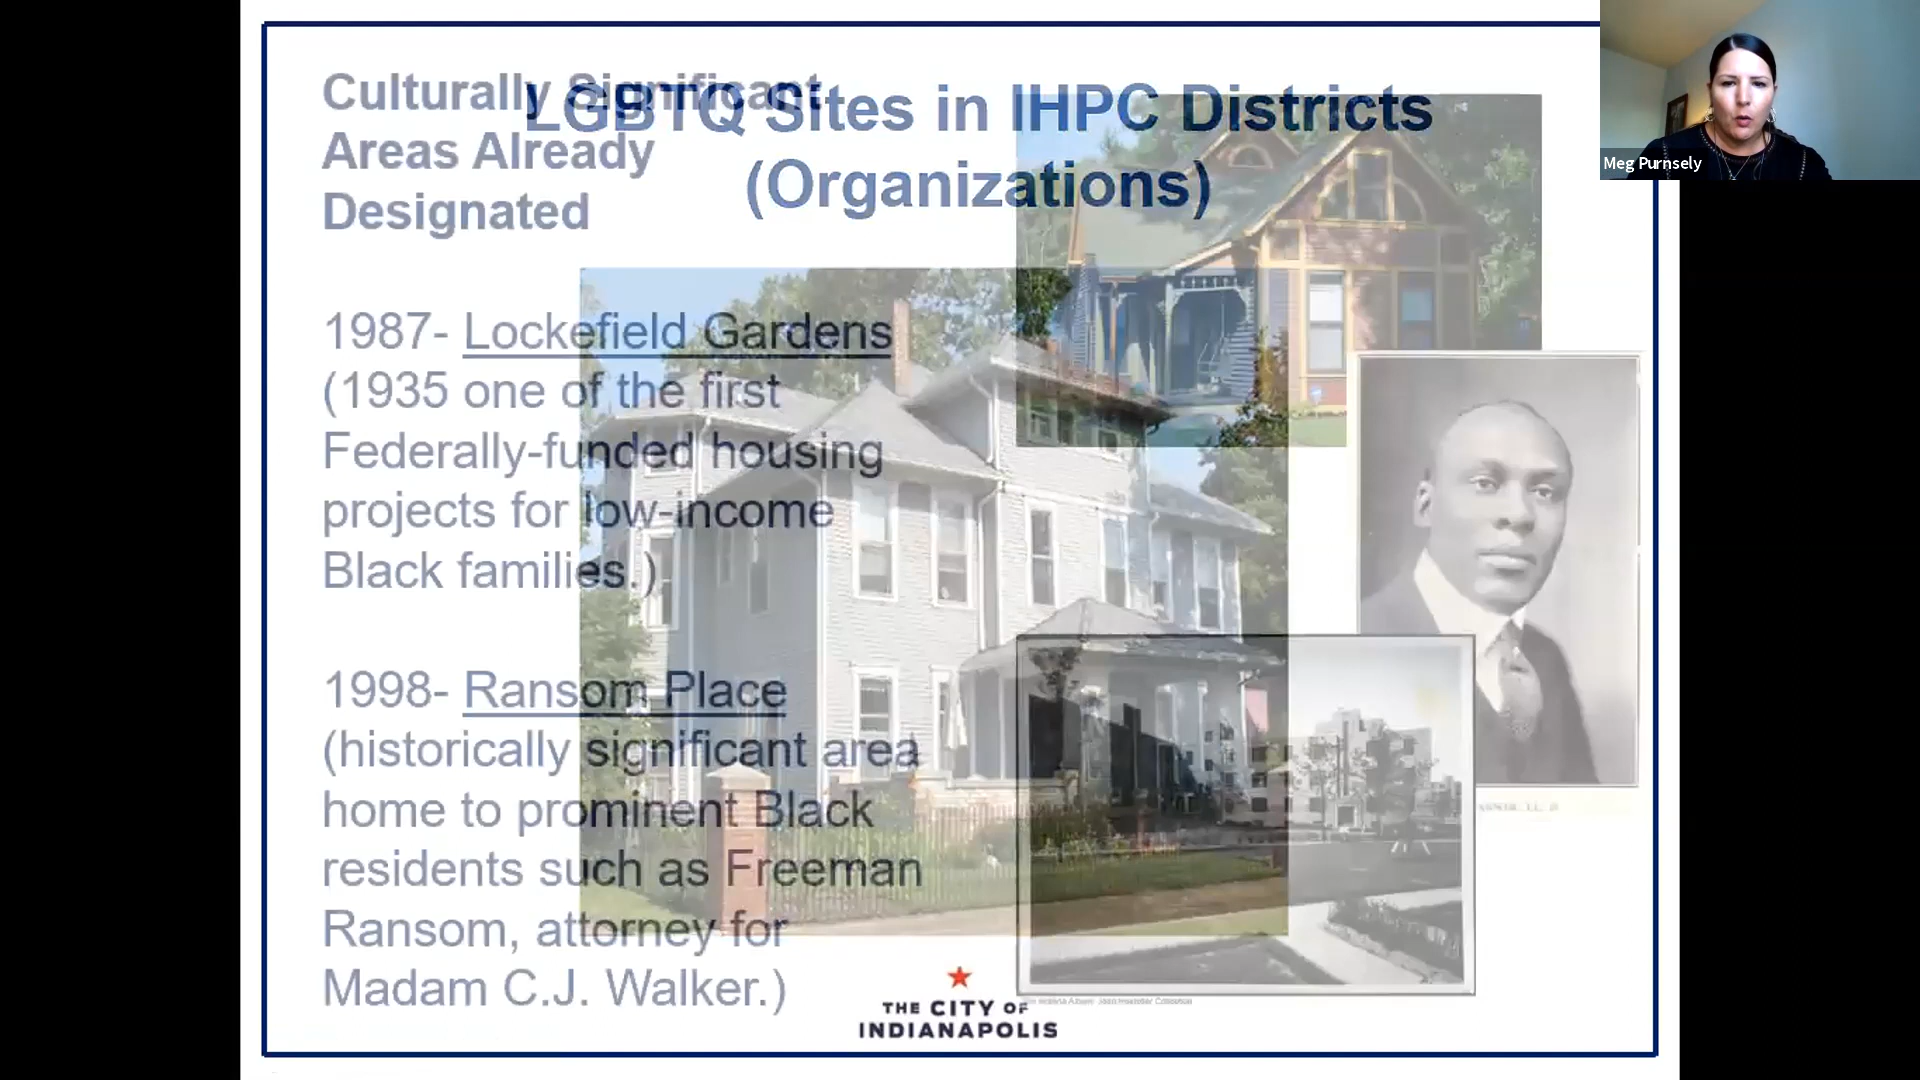 Culturally Significant
Areas Already
Designated
LGBTQ Sites in IHPC Districts
(Organizations)
Meg Purnsely
1987- Lockefield Gardens
(1935 one of the first
Federally-funded housing
projects for low-income
Black families.)
1998- Ransom Place
(historically significant area
home to prominent Black
residents such as Freeman
Ransom, attorney for
Madam C.J. Walker.)
THE CITY OF
INDIANAPOLIS